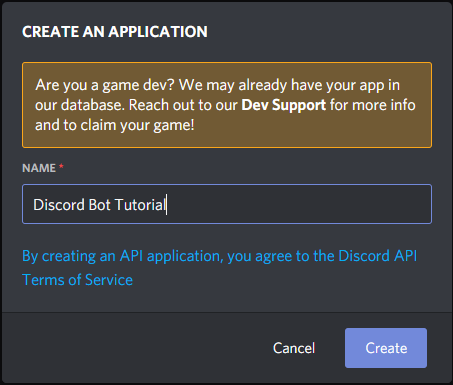 CREATE AN APPLICATION
Are you a game dev? We may already have your app in
our database. Reach out to our Dev Support for more info
and to claim your game!
NAME *
Discord Bot Tutorial
By creating an API application, you agree to the Discord API
Terms of Service
Cancel
Create